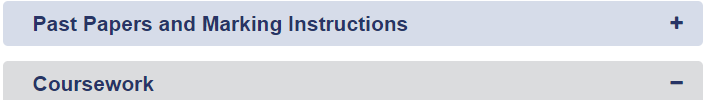 Past Papers and Marking Instructions +
Coursework −